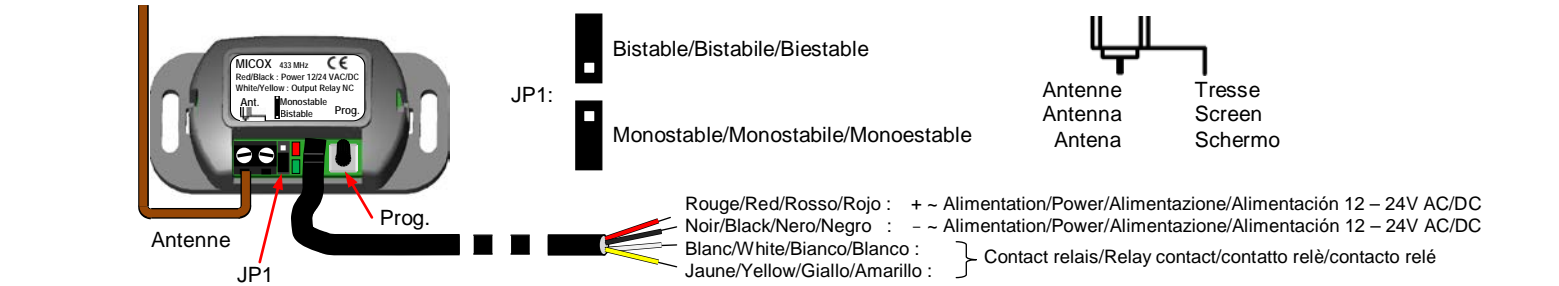 MICOX 433 MHz CE
Red/Black : Power 12/24 VAC/DC
White/Yellow : Output Relay NC
Ant. Monostable
Bistable Prog.
Antenne
JP1
Prog.
JP1:
Bistable/Bistabile/Biestable
Monostable/Monostabile/Monoestable
Antenne Tresse
Antenna Screen
Antena Schermo
Rouge/Red/Rosso/Rojo : + ~ Alimentation/Power/Alimentazione/Alimentación 12 – 24V AC/DC
Noir/Black/Nero/Negro : – ~ Alimentation/Power/Alimentazione/Alimentación 12 – 24V AC/DC
Blanc/White/Bianco/Blanco :
Jaune/Yellow/Giallo/Amarillo :
Contact relais/Relay contact/contatto relè/contacto relé